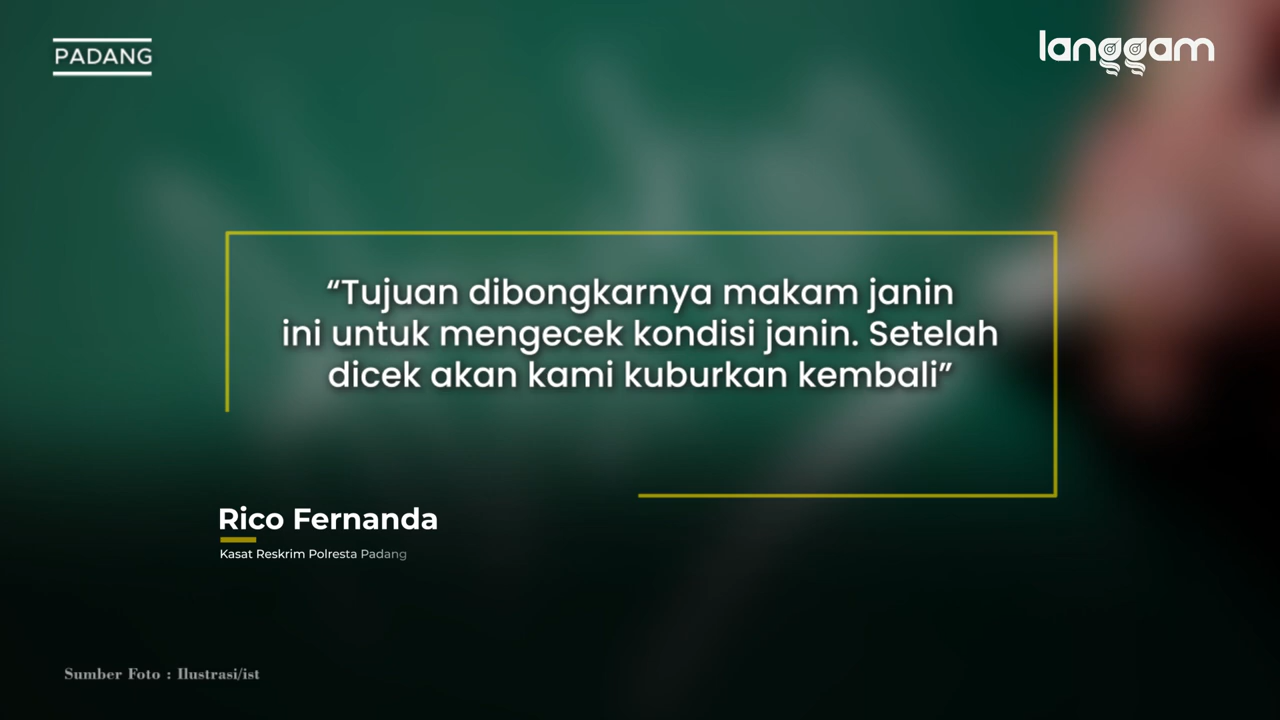 PADANG
langgam
“Tujuan dibongkarnya makam janin
ini untuk mengecek kondisi janin. Setelah
dicek akan kami kuburkan kembali”
Rico Fernanda
Kasat Reskrim Polresta Padang
Sumber Foto : Ilustrasi/ist